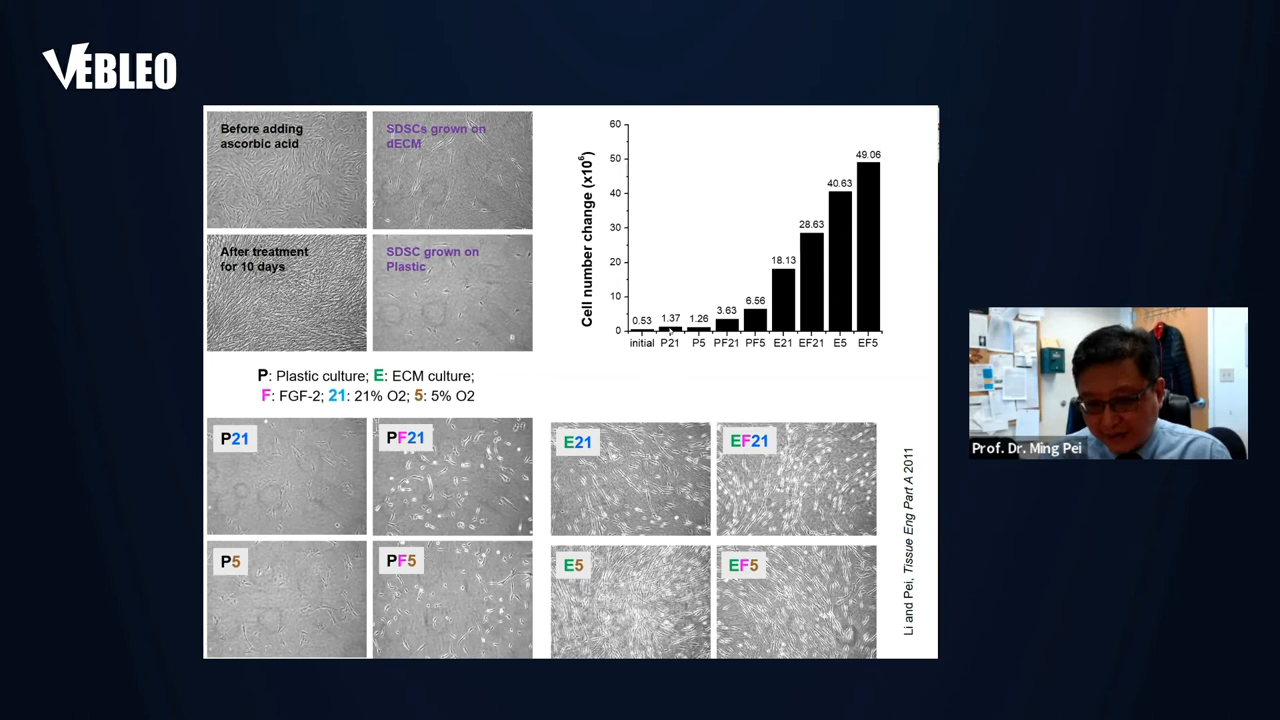 VEBLEO
Before adding
ascorbic acid
SDSCs grown on
dECM
After treatment
for 10 days
SDSC grown on
Plastic
P: Plastic culture; E: ECM culture;
F: FGF-2; 21: 21% O2; 5: 5% O2
Cell number change (x10⁶)
60
50
40
30
20
10
0
0.53
1.37
1.26
3.63
6.56
18.13
28.63
40.63
49.06
initial P21 P5 PF21 PF5 E21 EF21 E5 EF5
P21
PF21
E21
EF21
P5
PF5
E5
EF5
Li and Pei, Tissue Eng Part A 2011
Prof. Dr. Ming Pei